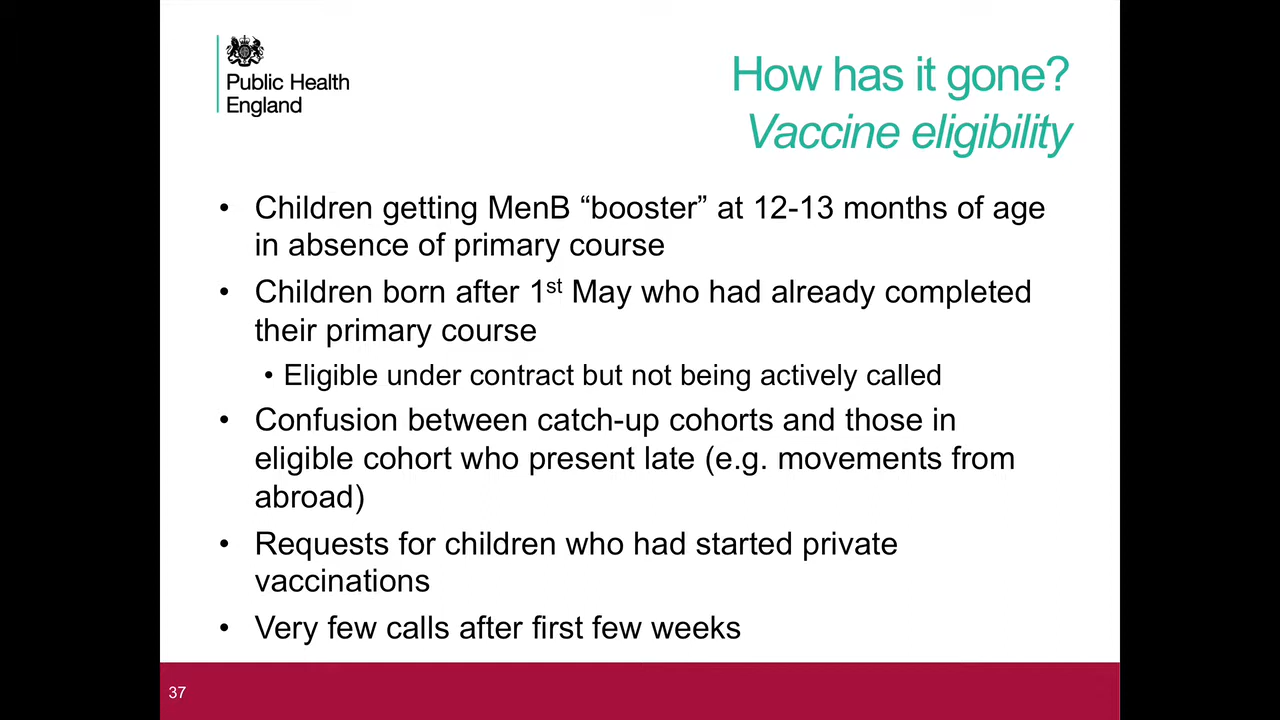 Public Health
England
How has it gone?
Vaccine eligibility
• Children getting MenB “booster” at 12-13 months of age
in absence of primary course
• Children born after 1st May who had already completed
their primary course
• Eligible under contract but not being actively called
• Confusion between catch-up cohorts and those in
eligible cohort who present late (e.g. movements from
abroad)
• Requests for children who had started private
vaccinations
• Very few calls after first few weeks
37